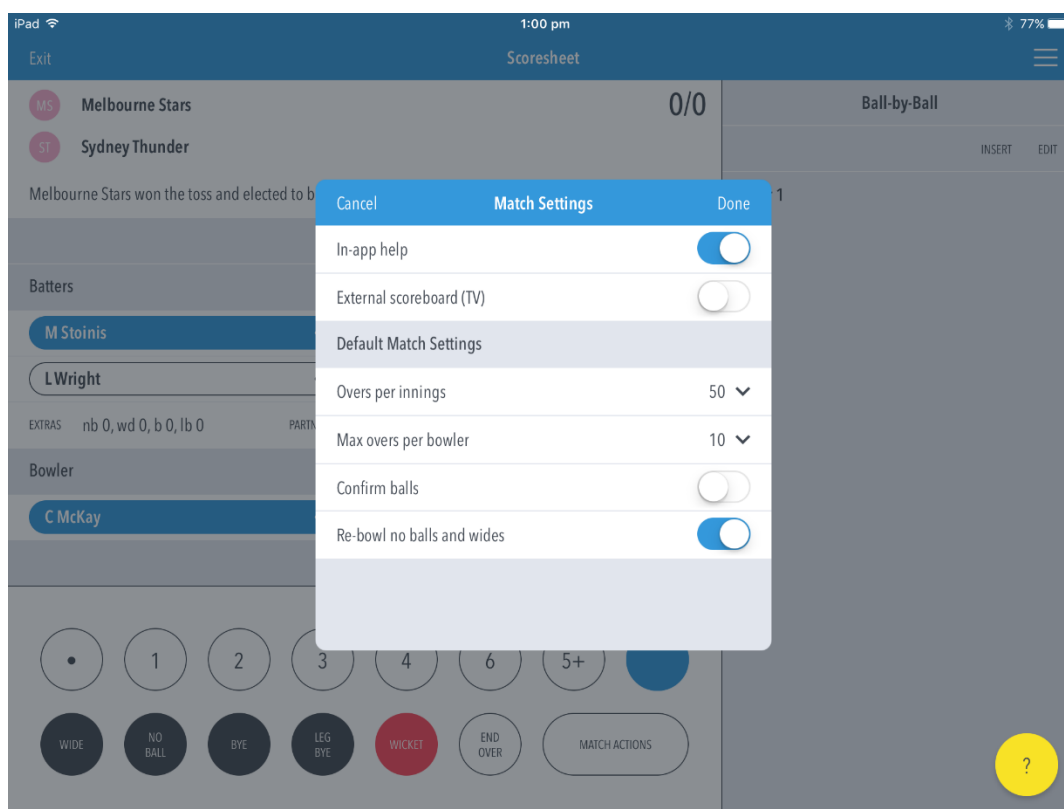 iPad 1:00 pm 77%
Exit Scoresheet
MS Melbourne Stars 0/0 Ball-by-Ball
ST Sydney Thunder INSERT EDIT
Melbourne Stars won the toss and elected to b 1
Cancel Match Settings Done
In-app help
External scoreboard (TV)
Default Match Settings
Overs per innings 50
Max overs per bowler 10
Confirm balls
Re-bowl no balls and wides
Batters
M Stoinis
L Wright
EXTRAS nb 0, wd 0, b 0, lb 0 PARTN
Bowler
C McKay
• 1 2 3 4 6 5+
WIDE NO BALL BYE LEG BYE WICKET END OVER MATCH ACTIONS
?